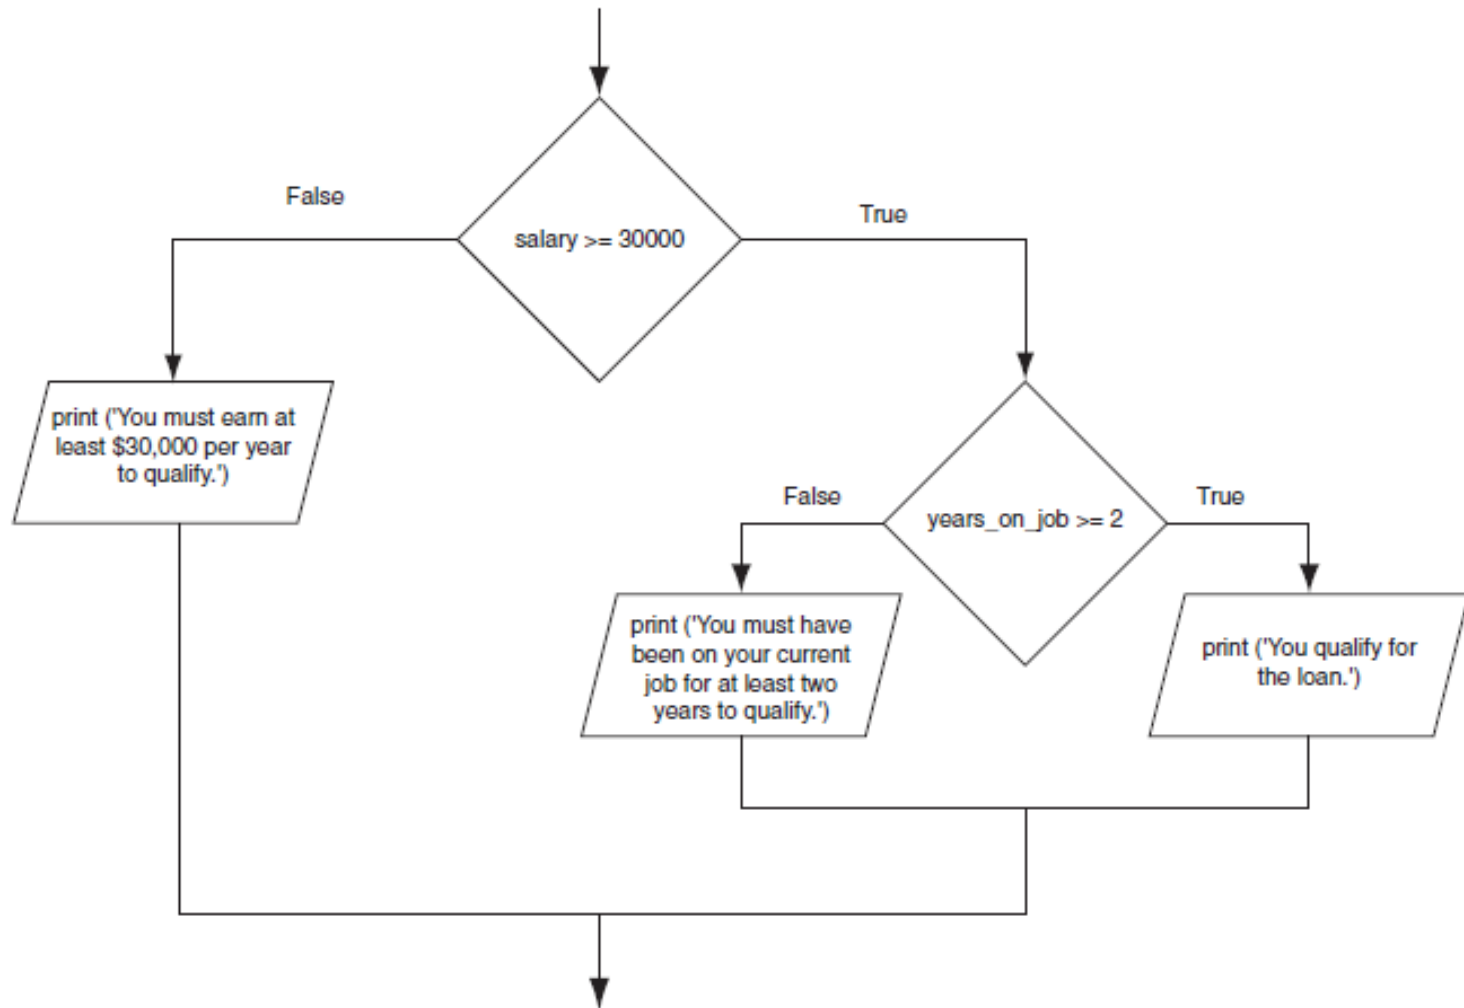 False
True
salary >= 30000
print ('You must earn at
least $30,000 per year
to qualify.')
False
True
years_on_job >= 2
print ('You must have
been on your current
job for at least two
years to qualify.')
print ('You qualify for
the loan.')